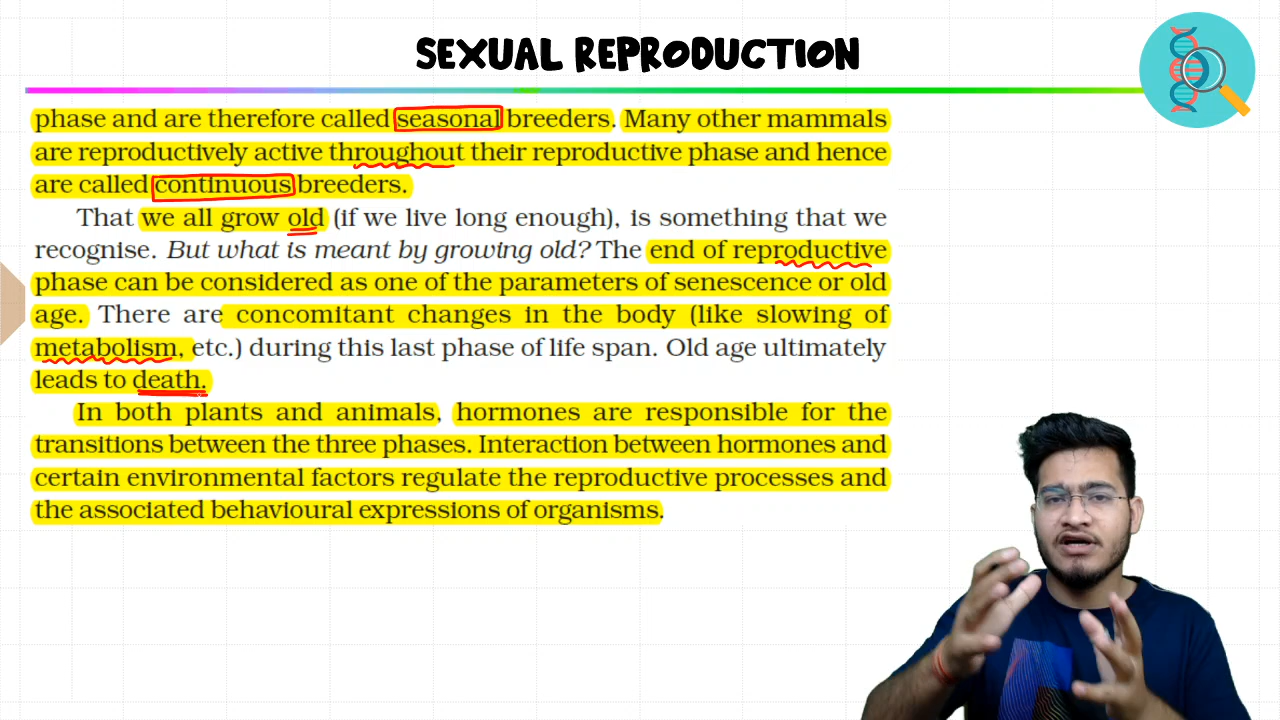 SEXUAL REPRODUCTION
phase and are therefore called seasonal breeders. Many other mammals
are reproductively active throughout their reproductive phase and hence
are called continuous breeders.
That we all grow old (if we live long enough), is something that we
recognise. But what is meant by growing old? The end of reproductive
phase can be considered as one of the parameters of senescence or old
age. There are concomitant changes in the body (like slowing of
metabolism, etc.) during this last phase of life span. Old age ultimately
leads to death.
In both plants and animals, hormones are responsible for the
transitions between the three phases. Interaction between hormones and
certain environmental factors regulate the reproductive processes and
the associated behavioural expressions of organisms.